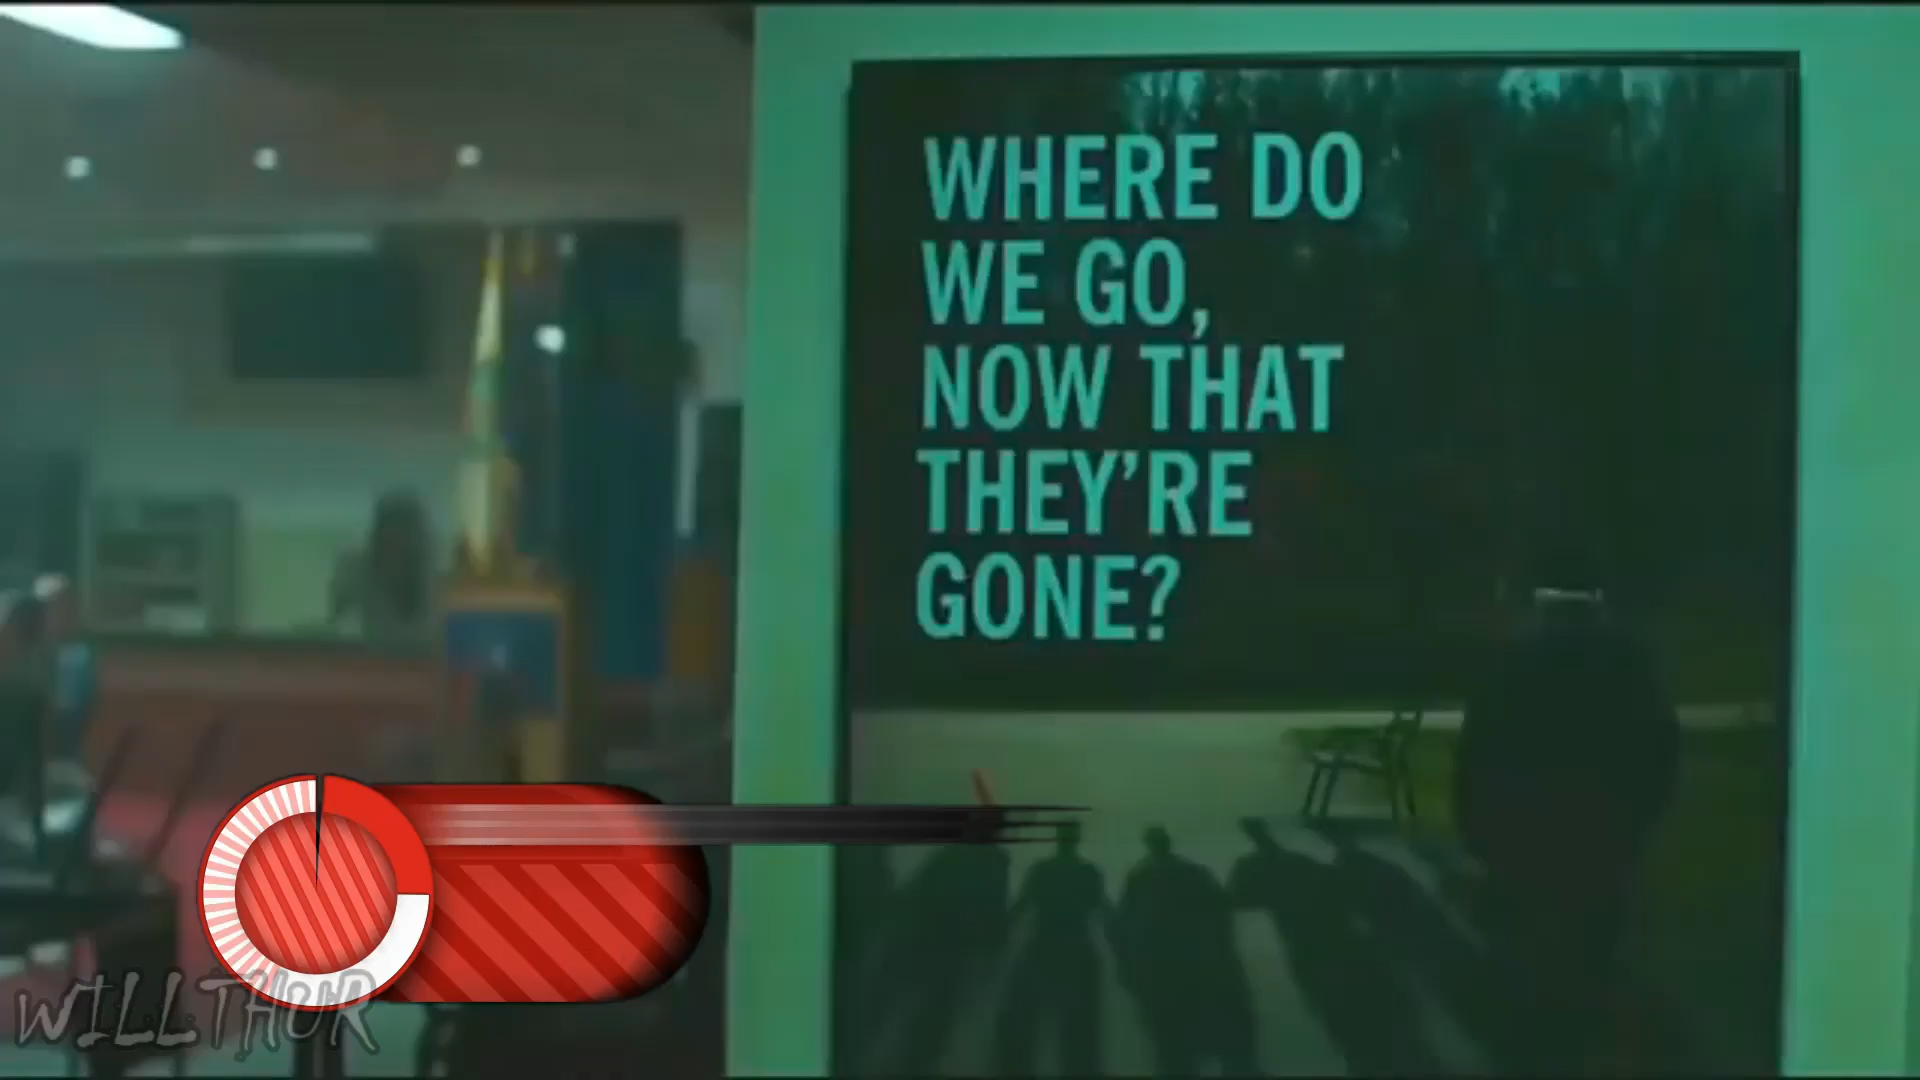 WHERE DO
WE GO,
NOW THAT
THEY'RE
GONE?
WILLTHUR